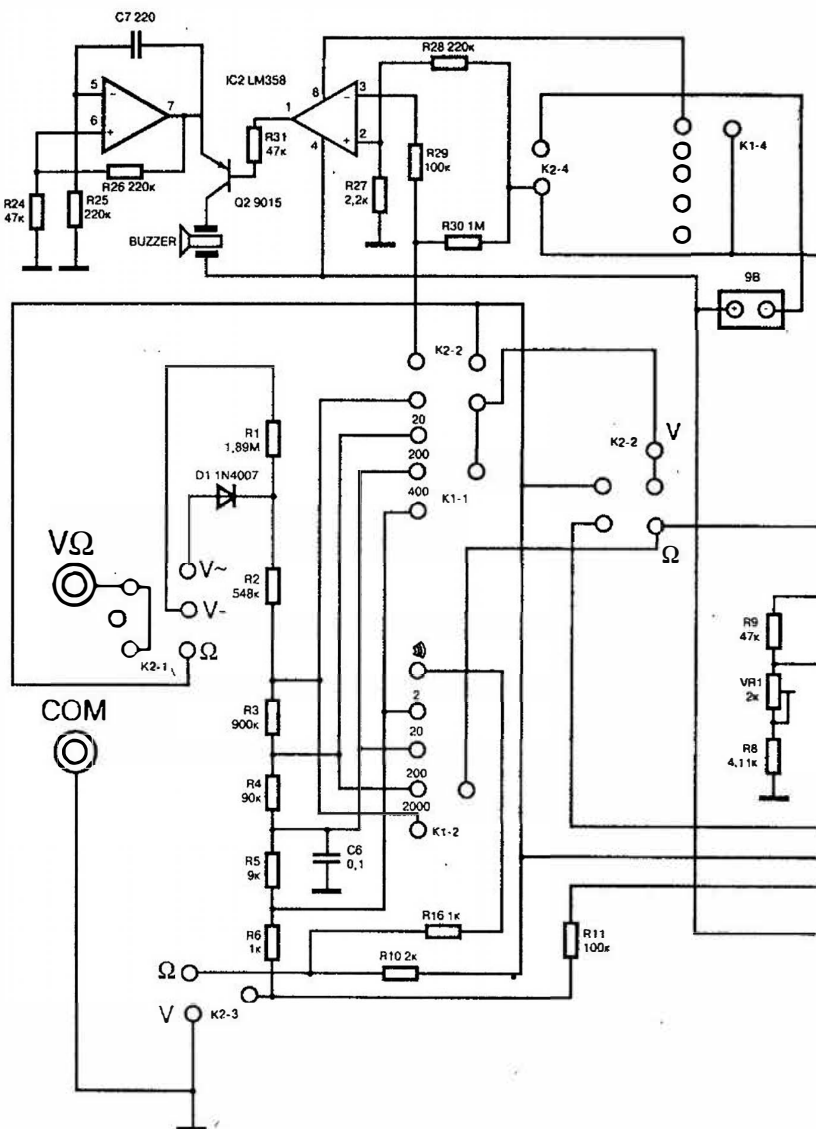 C7 220
IC2 LM358
R28 220к
5
-
7
6
+
8
3
-
1
2
+
4
R31
47к
R29
100к
K2-4
K1-4
R26 220к
R24
47к
R25
220к
Q2 9015
R27
2,2к
BUZZER
R30 1M
9В
+
-
K2-2
R1
1,89M
20
200
400
K1-1
K2-2
V
D1 1N4007
VΩ
V~
R2
548к
Ω
V-
R9
47к
K2-1
Ω
VR1
2к
COM
R3
900к
2
20
R8
4,11к
R4
90к
200
2000
K1-2
C6
0,1
R5
9к
R16 1к
R6
1к
R11
100к
R10 2к
Ω
V
K2-3